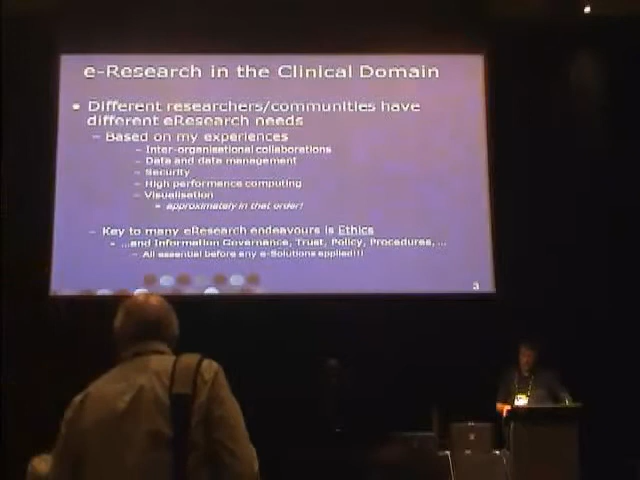 e-Research in the Clinical Domain
• Different researchers/communities have
different eResearch needs
– Based on my experiences
– Inter-organisational collaborations
– Data and data management
– Security
– High performance computing
– Visualisation
• approximately in that order!
– Key to many eResearch endeavours is Ethics
• ...and Information Governance, Trust, Policy, Procedures, ...
– All essential before any e-Solutions applied!!!
3